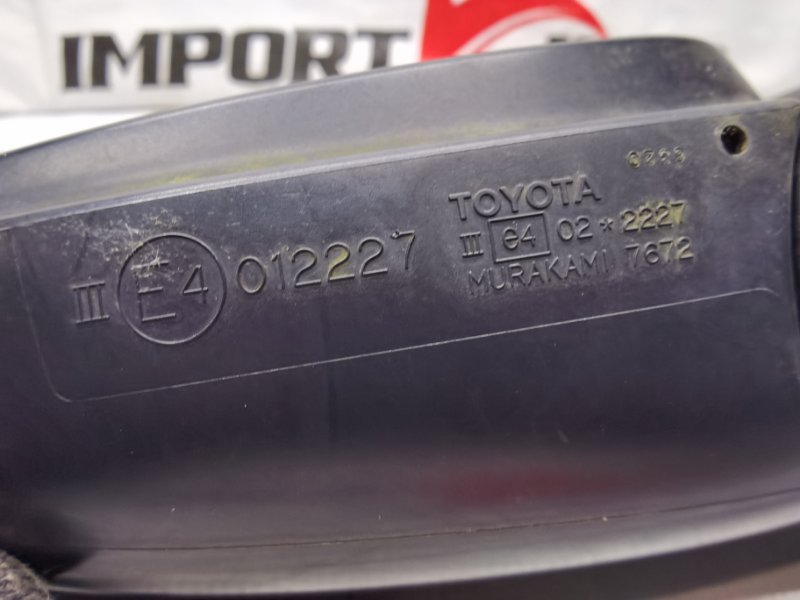 IMPORT
TOYOTA
III E4 012227
III e4 02 * 2227
MURAKAMI 7672